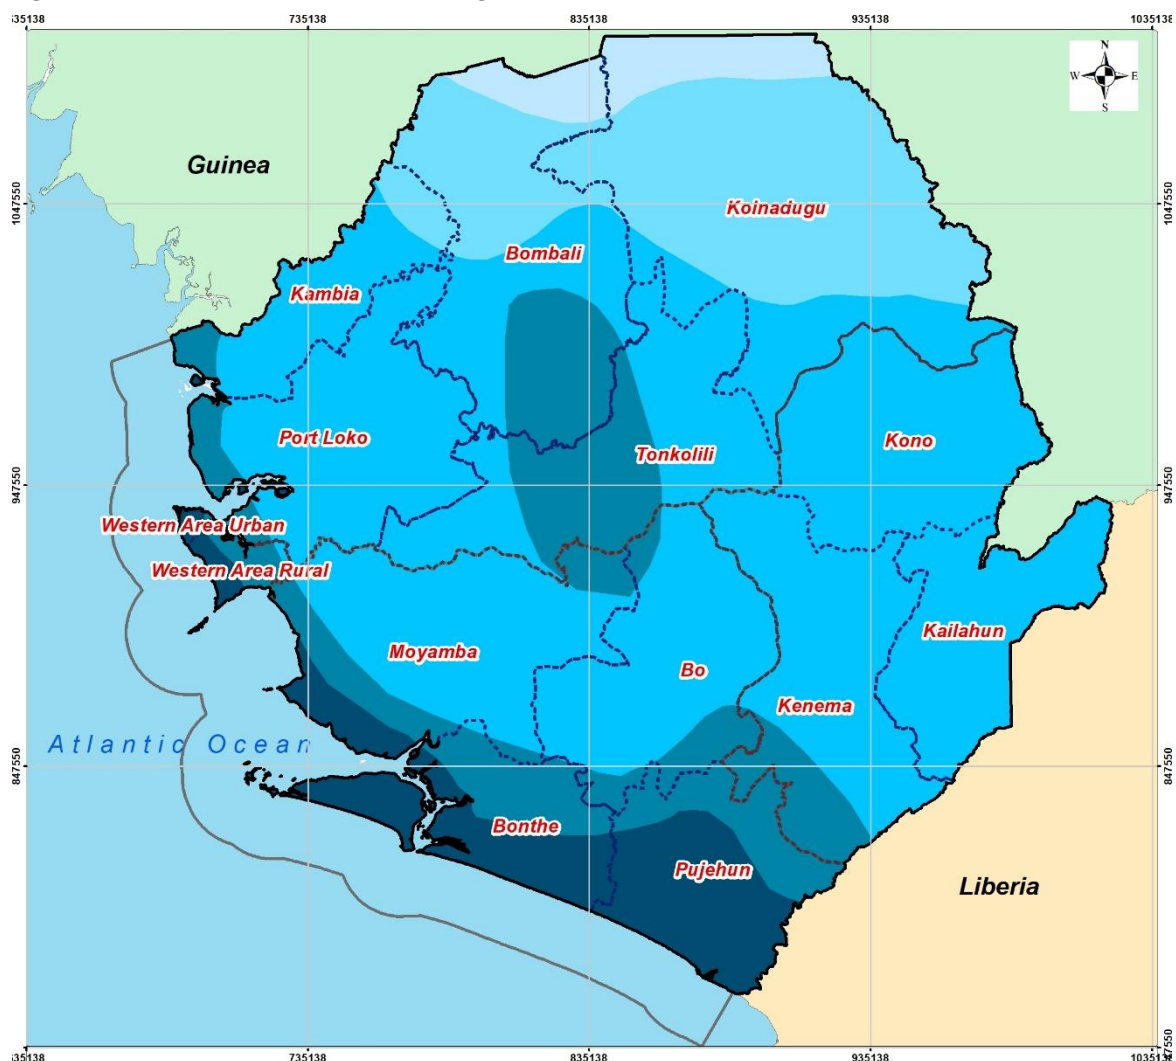 535138 735138 835138 935138 1035138
N
W E
S
Guinea
1047550 1047550
Koinadugu
Bombali
Kambia
Port Loko
Tonkolili
Kono
947550 947550
Western Area Urban
Western Area Rural
Kailahun
Moyamba
Bo
Kenema
Atlantic Ocean
847550 847550
Bonthe
Pujehun
Liberia
735138 835138 935138